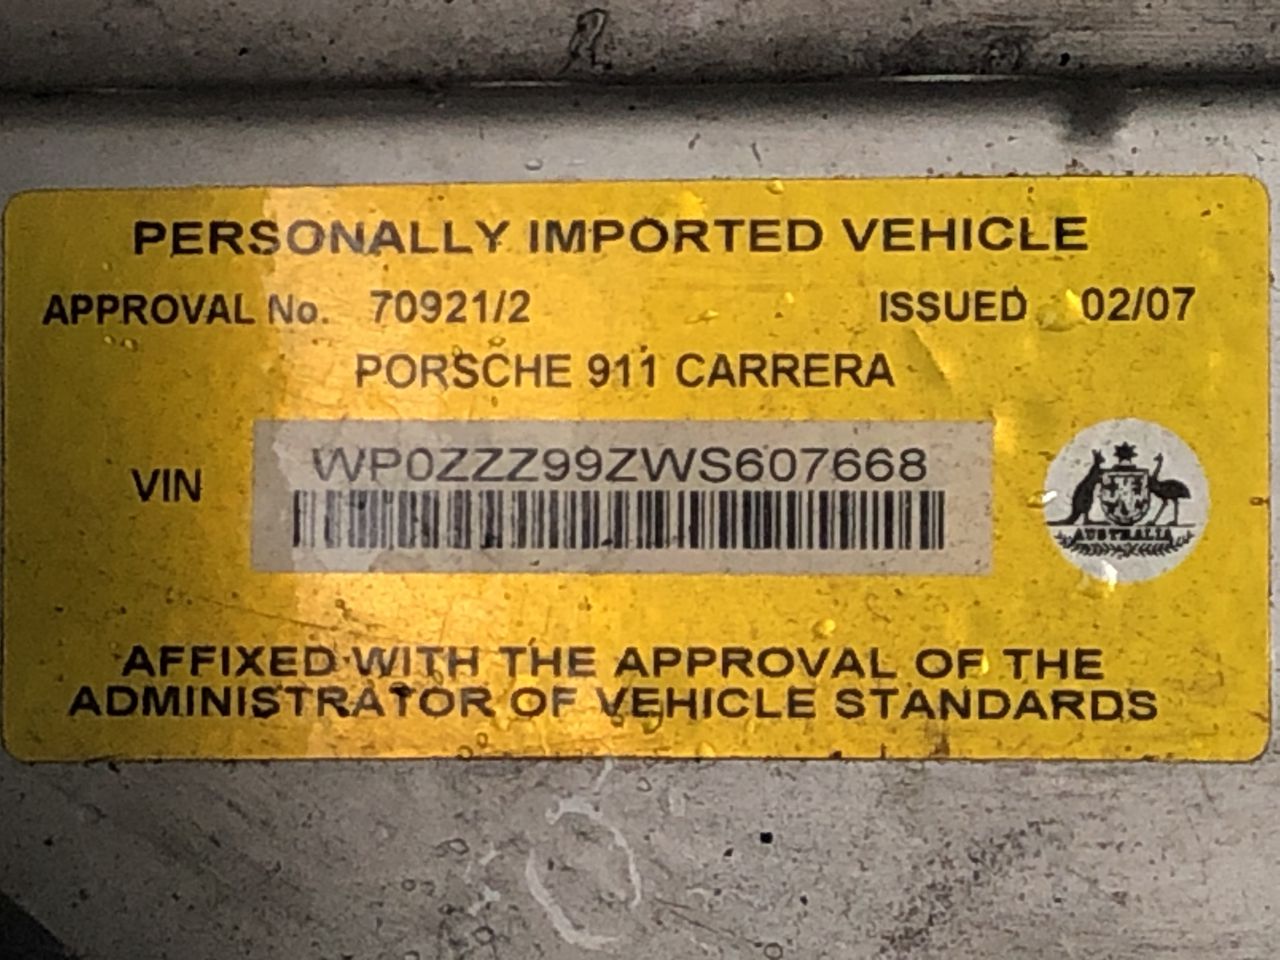 PERSONALLY IMPORTED VEHICLE
APPROVAL No. 70921/2 ISSUED 02/07
PORSCHE 911 CARRERA
VIN WP0ZZZ99ZWS607668
AUSTRALIA
AFFIXED WITH THE APPROVAL OF THE
ADMINISTRATOR OF VEHICLE STANDARDS